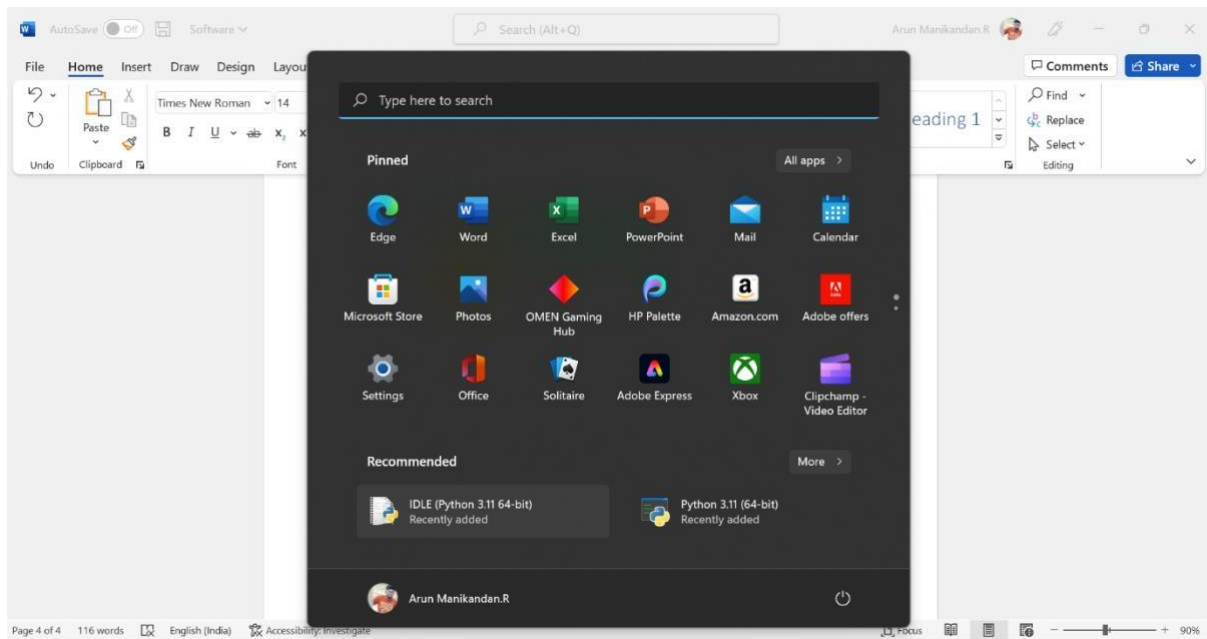 AutoSave Off Software Search (Alt+Q) Arun Manikandan.R
File Home Insert Draw Design Layou Comments Share
Times New Roman 14
Paste
B I U ab x₂ x
eading 1
Find
Replace
Select
Undo Clipboard Font Editing
Type here to search
Pinned All apps >
Edge Word Excel PowerPoint Mail Calendar
Microsoft Store Photos OMEN Gaming Hub HP Palette Amazon.com Adobe offers
Settings Office Solitaire Adobe Express Xbox Clipchamp - Video Editor
Recommended More >
IDLE (Python 3.11 64-bit)
Recently added
Python 3.11 (64-bit)
Recently added
Arun Manikandan.R
Page 4 of 4 116 words English (India) Accessibility: Investigate Focus 90%